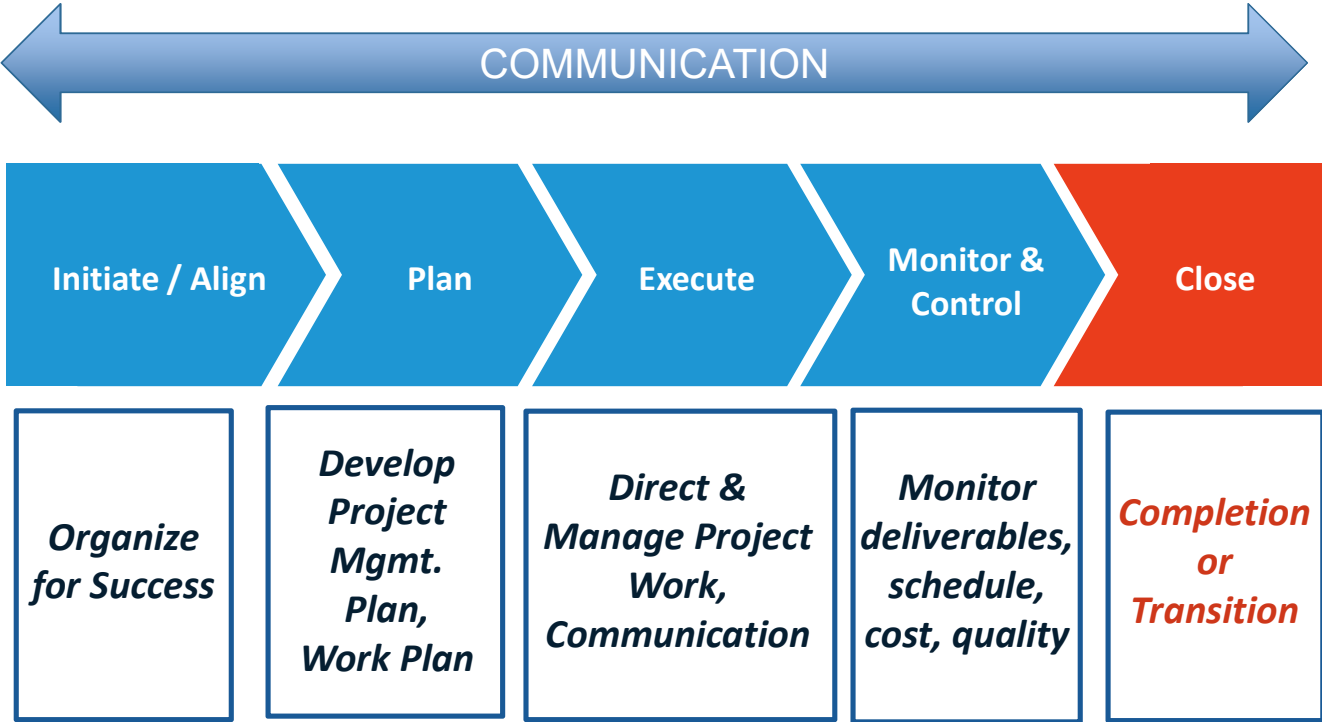 COMMUNICATION
Initiate / Align
Plan
Execute
Monitor &
Control
Close
Organize
for Success
Develop
Project
Mgmt.
Plan,
Work Plan
Direct &
Manage Project
Work,
Communication
Monitor
deliverables,
schedule,
cost, quality
Completion
or
Transition